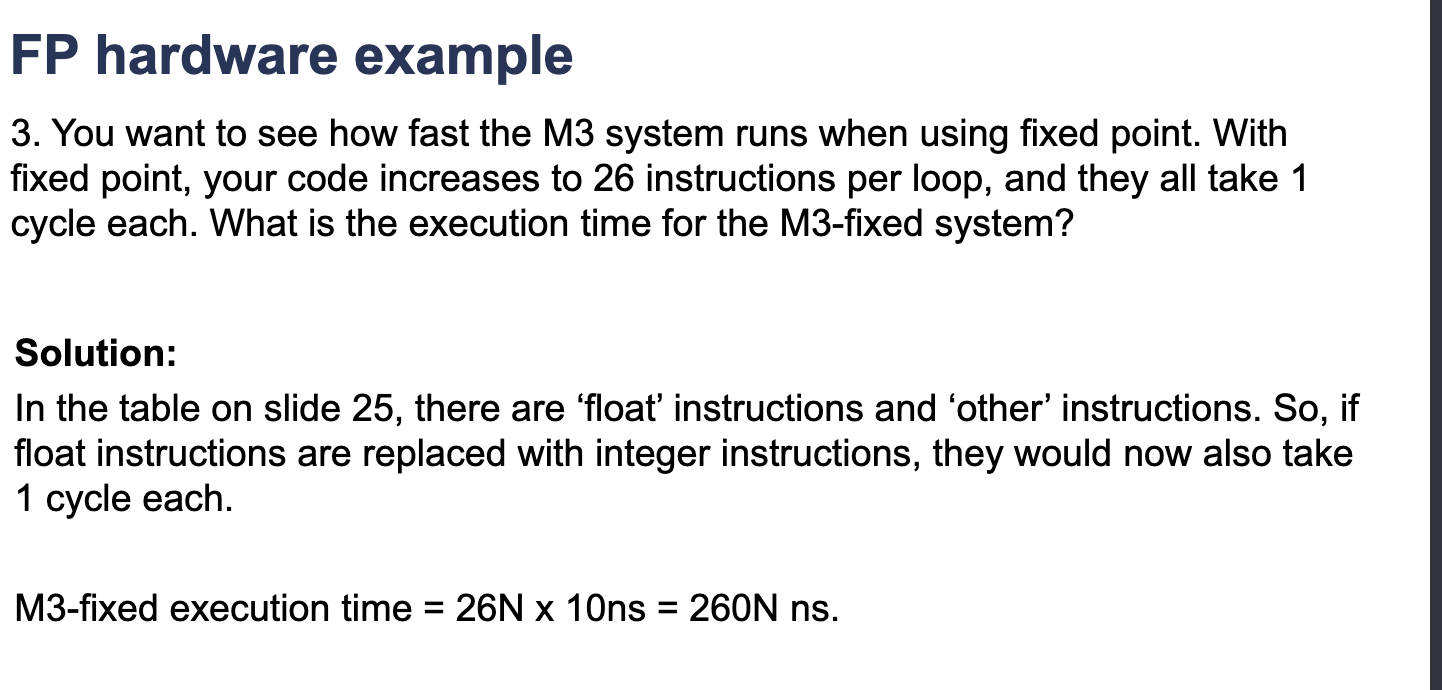 FP hardware example
3. You want to see how fast the M3 system runs when using fixed point. With
fixed point, your code increases to 26 instructions per loop, and they all take 1
cycle each. What is the execution time for the M3-fixed system?
Solution:
In the table on slide 25, there are ‘float’ instructions and ‘other’ instructions. So, if
float instructions are replaced with integer instructions, they would now also take
1 cycle each.
M3-fixed execution time = 26N x 10ns = 260N ns.